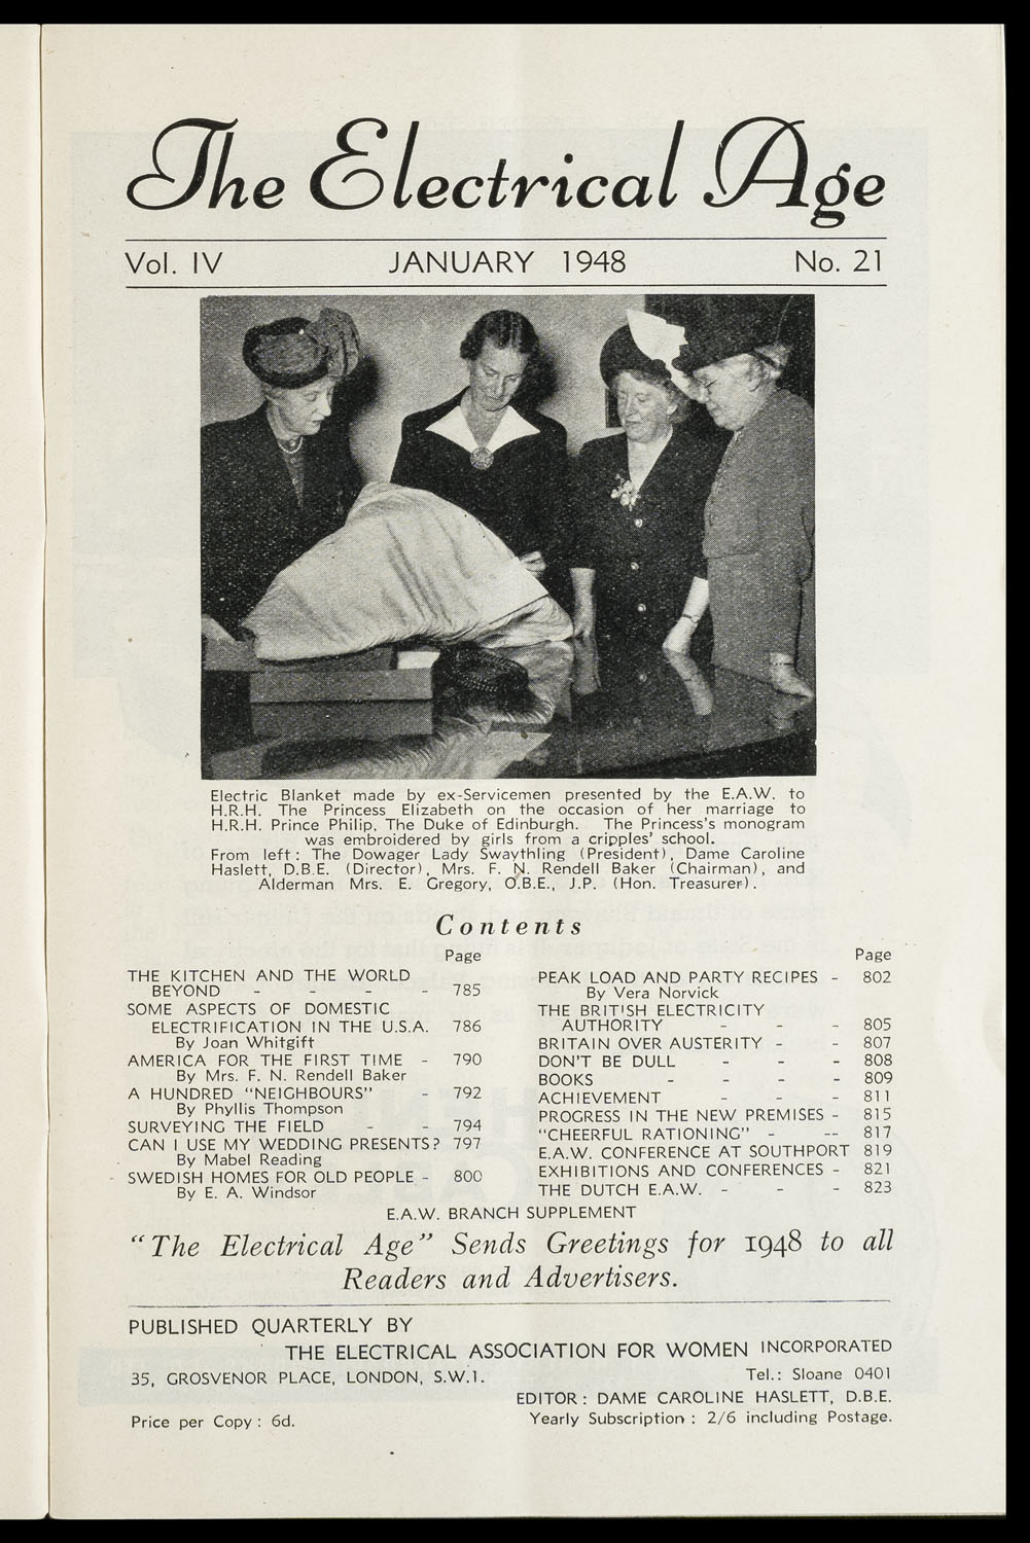 The Electrical Age
Vol. IV JANUARY 1948 No. 21
Electric Blanket made by ex-Servicemen presented by the E.A.W. to
H.R.H. The Princess Elizabeth on the occasion of her marriage to
H.R.H. Prince Philip, The Duke of Edinburgh. The Princess's monogram
was embroidered by girls from a cripples' school.
From left: The Dowager Lady Swaythling (President), Dame Caroline
Haslett, D.B.E. (Director), Mrs. F. N. Rendell Baker (Chairman), and
Alderman Mrs. E. Gregory, O.B.E., J.P. (Hon. Treasurer).
Contents
Page
THE KITCHEN AND THE WORLD
BEYOND - - - - 785
SOME ASPECTS OF DOMESTIC
ELECTRIFICATION IN THE U.S.A. 786
By Joan Whitgift
AMERICA FOR THE FIRST TIME - 790
By Mrs. F. N. Rendell Baker
A HUNDRED "NEIGHBOURS" - 792
By Phyllis Thompson
SURVEYING THE FIELD - - 794
CAN I USE MY WEDDING PRESENTS? 797
By Mabel Reading
SWEDISH HOMES FOR OLD PEOPLE - 800
By E. A. Windsor
Page
PEAK LOAD AND PARTY RECIPES - 802
By Vera Norvick
THE BRITISH ELECTRICITY
AUTHORITY - - - 805
BRITAIN OVER AUSTERITY - - 807
DON'T BE DULL - - - 808
BOOKS - - - - 809
ACHIEVEMENT - - - 811
PROGRESS IN THE NEW PREMISES - 815
"CHEERFUL RATIONING" - -- 817
E.A.W. CONFERENCE AT SOUTHPORT 819
EXHIBITIONS AND CONFERENCES - 821
THE DUTCH E.A.W. - - - 823
E.A.W. BRANCH SUPPLEMENT
"The Electrical Age" Sends Greetings for 1948 to all
Readers and Advertisers.
PUBLISHED QUARTERLY BY
THE ELECTRICAL ASSOCIATION FOR WOMEN INCORPORATED
35, GROSVENOR PLACE, LONDON, S.W.1. Tel.: Sloane 0401
EDITOR: DAME CAROLINE HASLETT, D.B.E.
Price per Copy: 6d. Yearly Subscription: 2/6 including Postage.